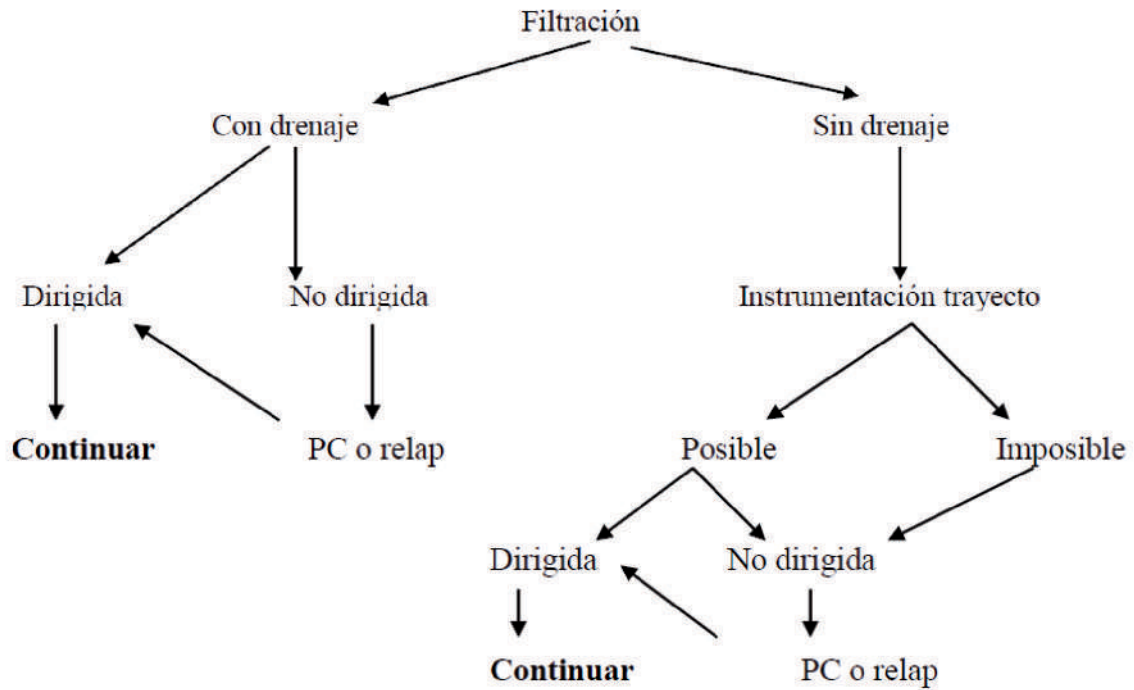 Filtración
Con drenaje
Sin drenaje
Dirigida
No dirigida
Instrumentación trayecto
Continuar
PC o relap
Posible
Imposible
Dirigida
No dirigida
Continuar
PC o relap